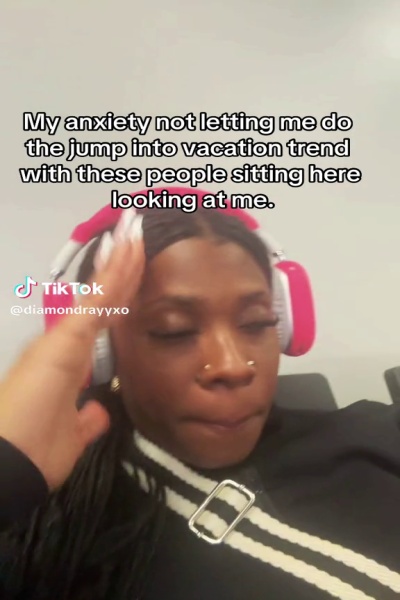 My anxiety not letting me do
the jump into vacation trend
with these people sitting here
looking at me.
TikTok
@diamondrayyxo